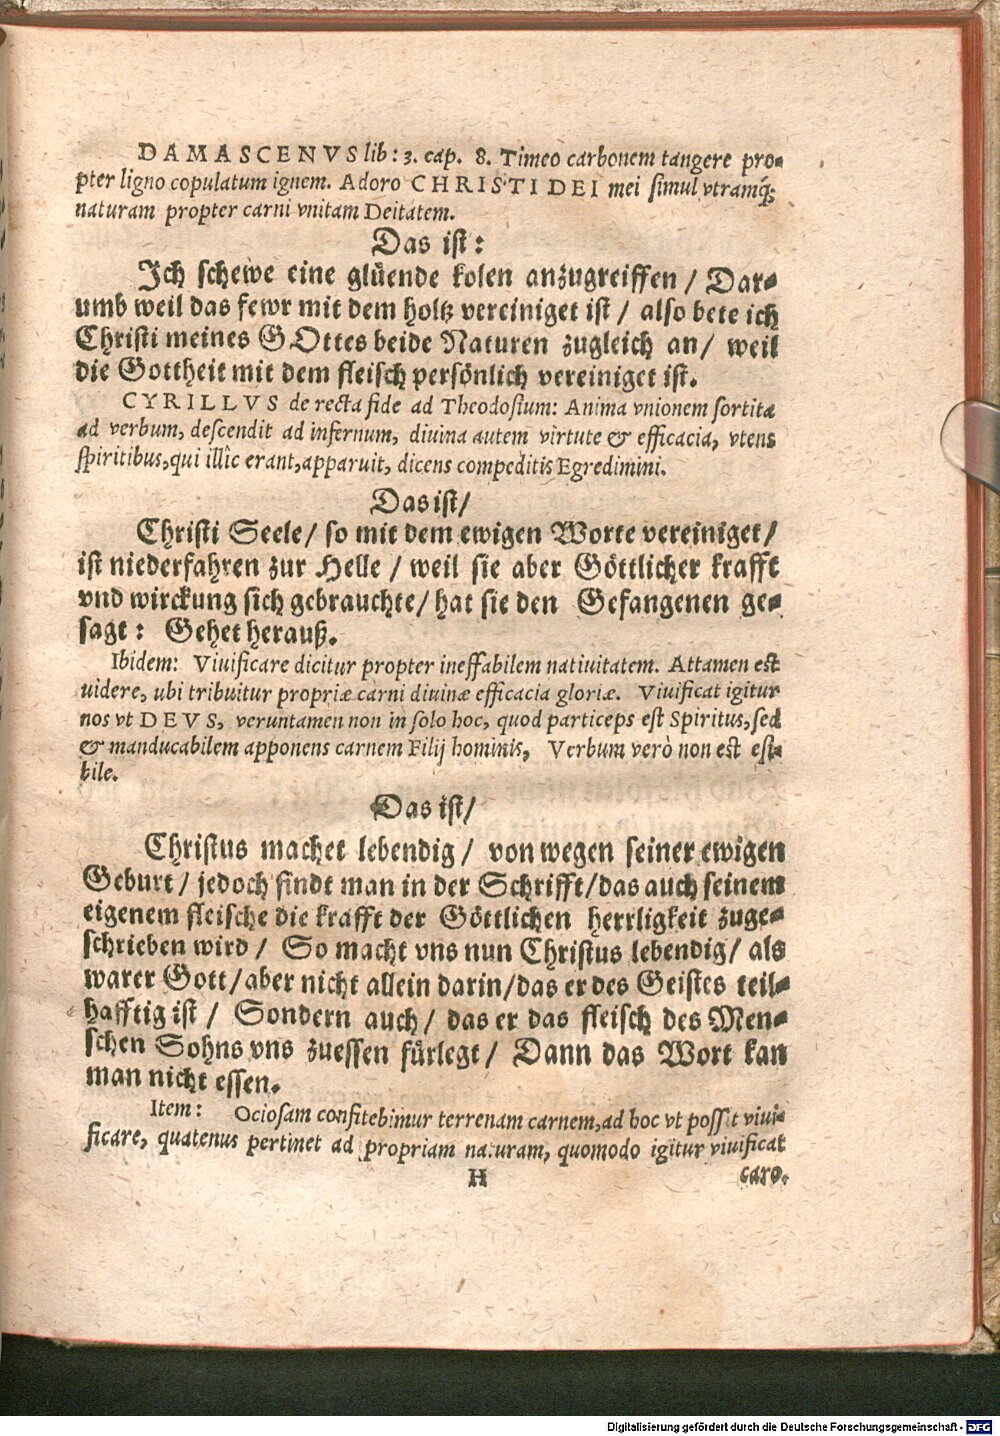 DAMASCENVS lib: 3. cap. 8. Timeo carbonem tangere pro-
pter ligno copulatum ignem. Adoro CHRISTI DEI mei simul vtramq́;
naturam propter carni vnitam Deitatem.
Das ist:
Ich schewe eine glüende kolen anzugreiffen / Dar-
umb weil das fewr mit dem holtz vereiniget ist / also bete ich
Christi meines GOttes beide Naturen zugleich an / weil
die Gottheit mit dem fleisch persönlich vereiniget ist.
CYRILLVS de recta fide ad Theodosium: Anima vnionem sortita
ad verbum, descendit ad infernum, diuina autem virtute & efficacia, vtens
spiritibus, qui illic erant, apparuit, dicens compeditis Egredimini.
Das ist /
Christi Seele / so mit dem ewigen Worte vereiniget /
ist niederfahren zur Helle / weil sie aber Göttlicher krafft
vnd wirckung sich gebrauchte / hat sie den Gefangenen ge-
sagt: Gehet herauß.
Ibidem: Viuificare dicitur propter ineffabilem natiuitatem. Attamen est
uidere, ubi tribuitur propriæ carni diuinæ efficacia gloriæ. Viuificat igitur
nos vt DEVS, veruntamen non in solo hoc, quod particeps est Spiritus, sed
& manducabilem apponens carnem Filij hominis, Verbum verò non est esi-
bile.
Das ist /
Christus machet lebendig / von wegen seiner ewigen
Geburt / jedoch findt man in der Schrifft / das auch seinem
eigenem fleische die krafft der Göttlichen herrligkeit zuge-
schrieben wird / So macht vns nun Christus lebendig / als
warer Gott / aber nicht allein darin / das er des Geistes teil-
hafftig ist / Sondern auch / das er das fleisch des Men-
schen Sohns vns zuessen fürlegt / Dann das Wort kan
man nicht essen.
Item: Ociosam confitebimur terrenam carnem, ad hoc vt possit viui-
ficare, quatenus pertinet ad propriam naturam, quomodo igitur viuificat
H caro.
Digitalisierung gefördert durch die Deutsche Forschungsgemeinschaft - DFG